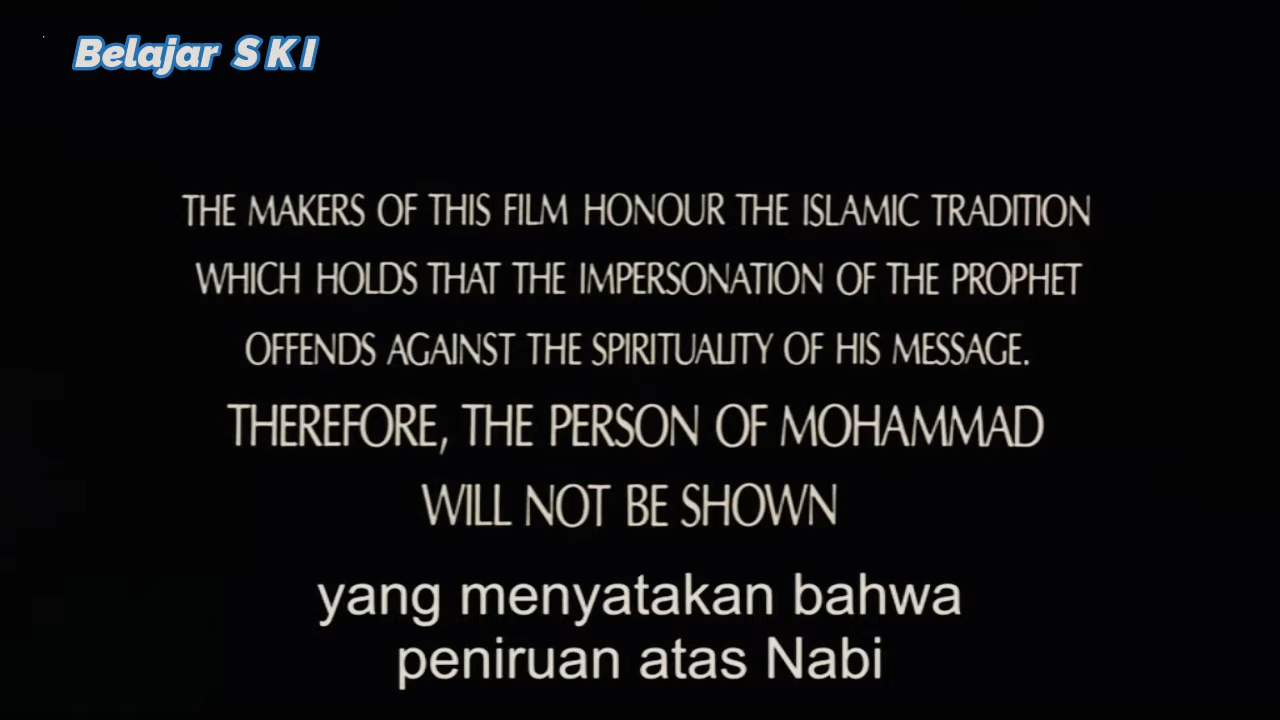 Belajar SKI
THE MAKERS OF THIS FILM HONOUR THE ISLAMIC TRADITION
WHICH HOLDS THAT THE IMPERSONATION OF THE PROPHET
OFFENDS AGAINST THE SPIRITUALITY OF HIS MESSAGE.
THEREFORE, THE PERSON OF MOHAMMAD
WILL NOT BE SHOWN
yang menyatakan bahwa
peniruan atas Nabi